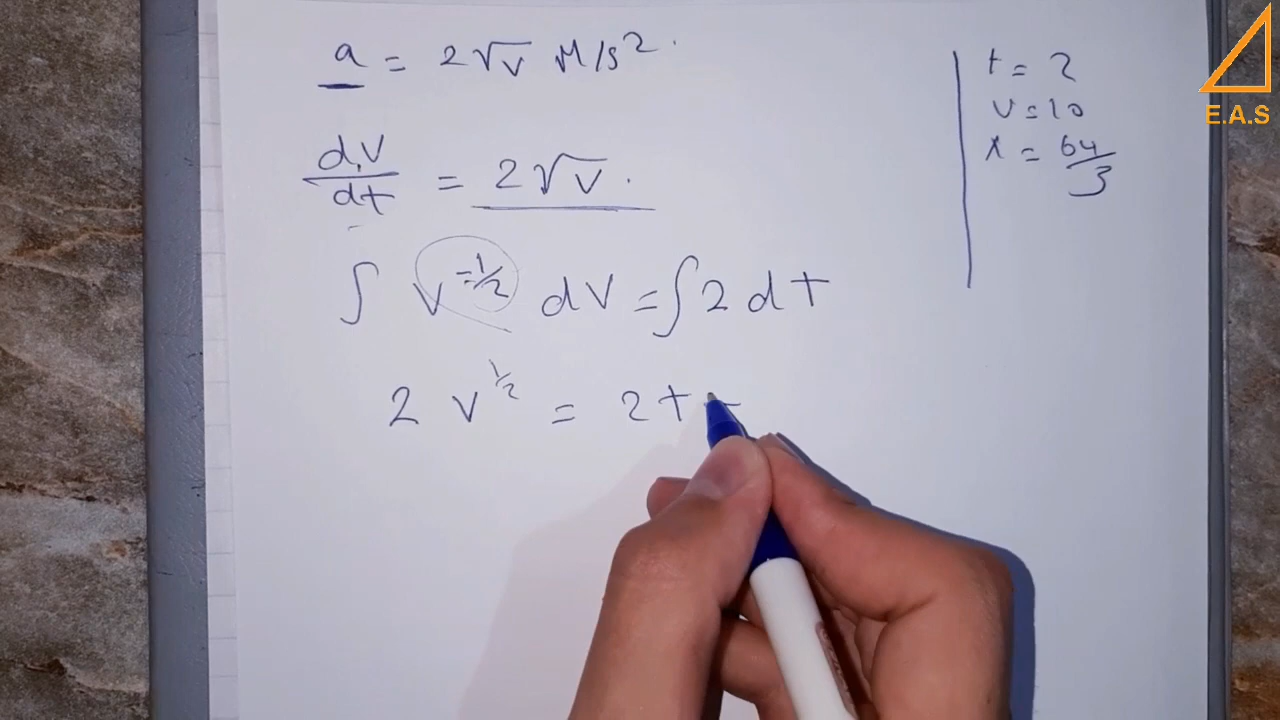 a = 2√v M/s².
dv/dt = 2√v.
∫ v^-1/2 dv = ∫ 2 dt
2 v^1/2 = 2t +
t = 2
v = 10
x = 64/3
E.A.S